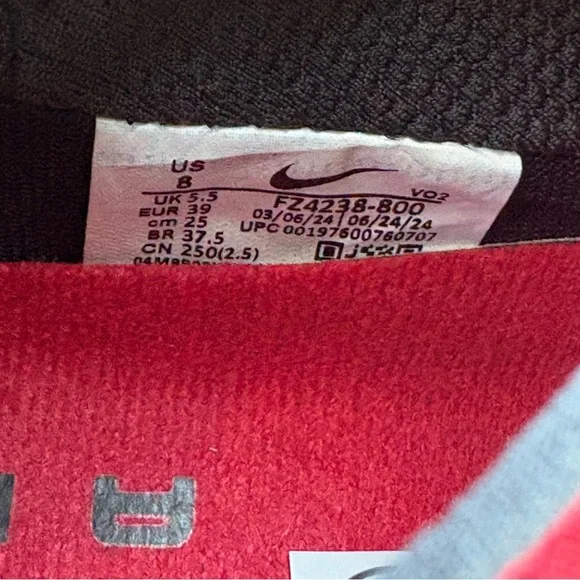 US
8
UK 5.5
EUR 39
cm 25
BR 37.5
CN 250(2.5)
FZ4238-800
VO2
03/06/24 | 06/24/24
UPC 00197600760707